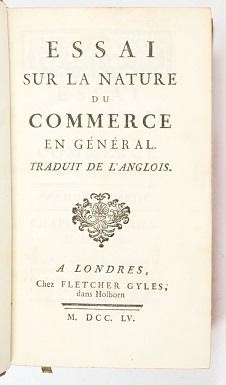 ESSAI
SUR LA NATURE
DU
COMMERCE
EN GÉNÉRAL.
TRADUIT DE L'ANGLOIS.
A LONDRES,
Chez FLETCHER GYLES,
dans Holborn
M. DCC. LV.